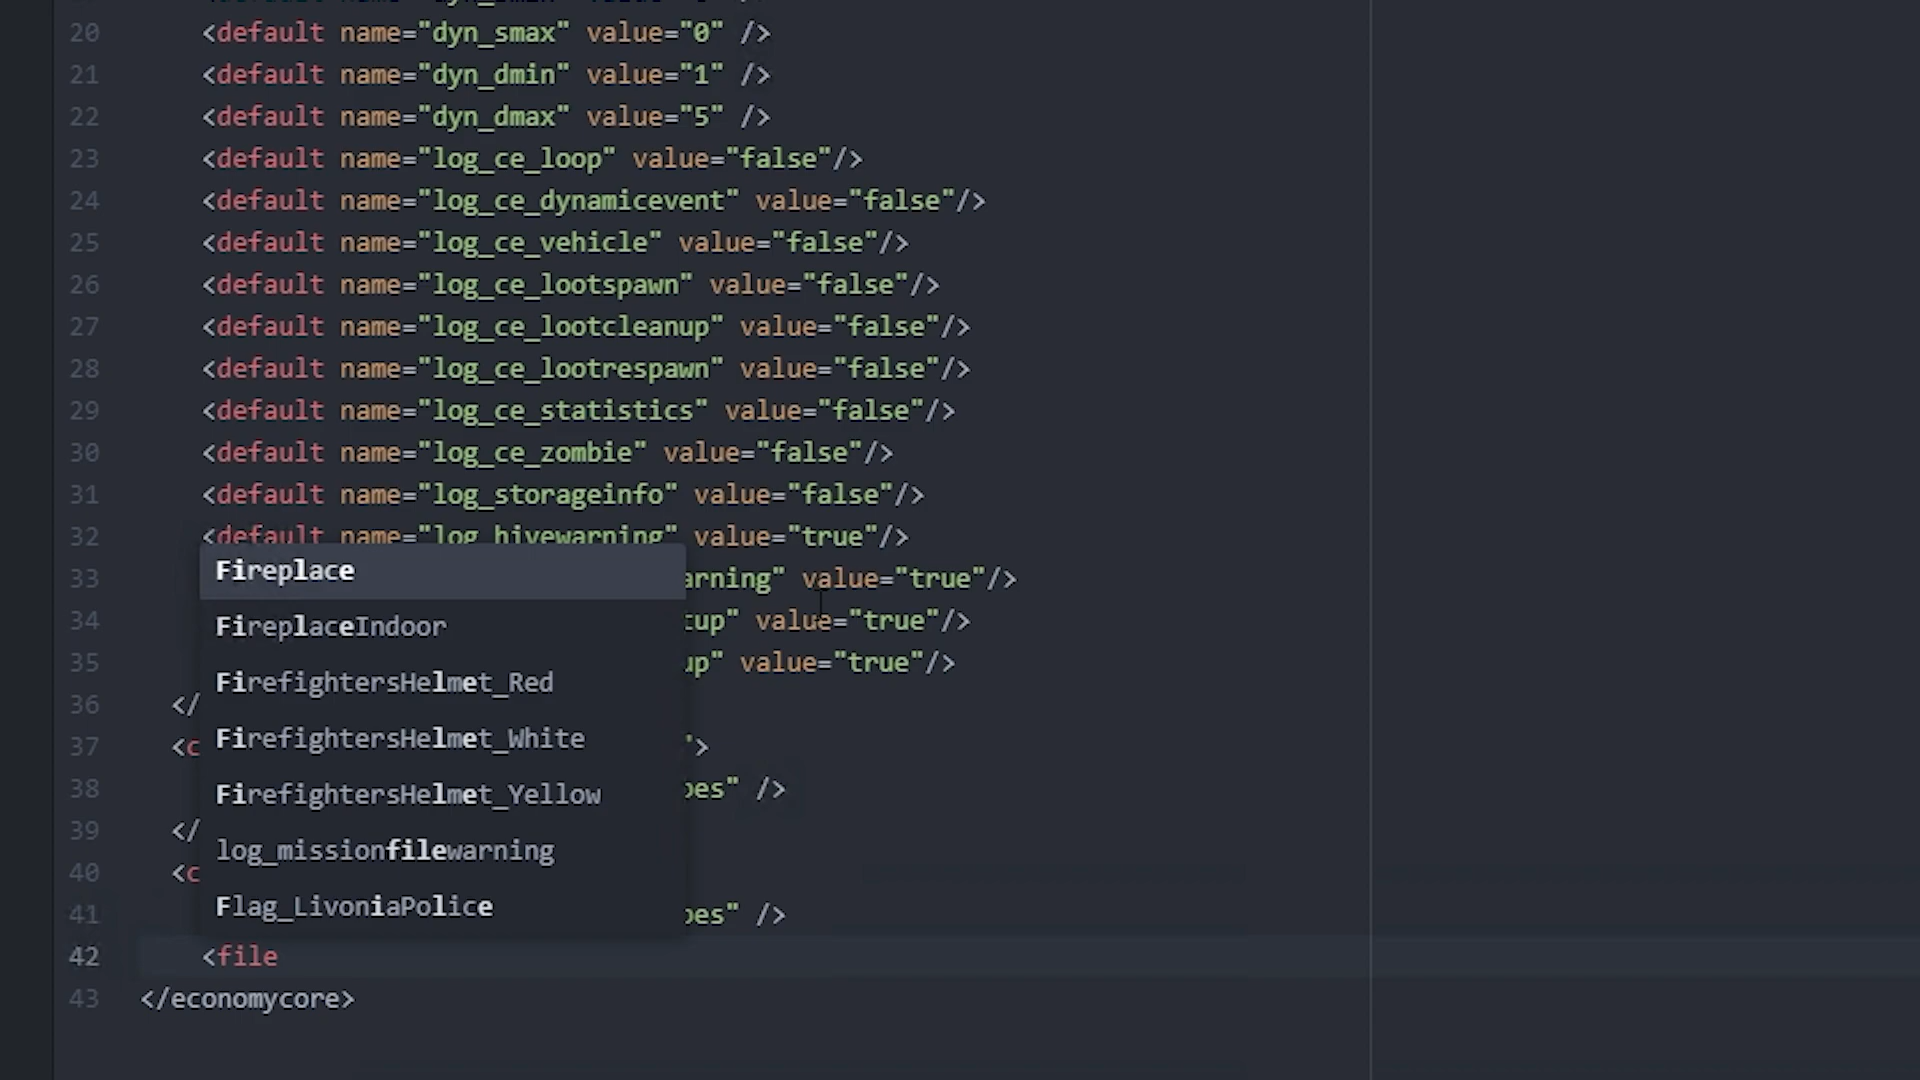 20 <default name="dyn_smax" value="0" />
21 <default name="dyn_dmin" value="1" />
22 <default name="dyn_dmax" value="5" />
23 <default name="log_ce_loop" value="false"/>
24 <default name="log_ce_dynamicevent" value="false"/>
25 <default name="log_ce_vehicle" value="false"/>
26 <default name="log_ce_lootspawn" value="false"/>
27 <default name="log_ce_lootcleanup" value="false"/>
28 <default name="log_ce_lootrespawn" value="false"/>
29 <default name="log_ce_statistics" value="false"/>
30 <default name="log_ce_zombie" value="false"/>
31 <default name="log_storageinfo" value="false"/>
32 <default name="log_hivewarning" value="true"/>
Fireplace
33 arning" value="true"/>
FireplaceIndoor
34 tup" value="true"/>
35 up" value="true"/>
FirefightersHelmet_Red
36 </
FirefightersHelmet_White
37 <c ">
38 pes" />
FirefightersHelmet_Yellow
39 </
log_missionfilewarning
40 <c
Flag_LivoniaPolice
41 pes" />
42 <file
43 </economycore>